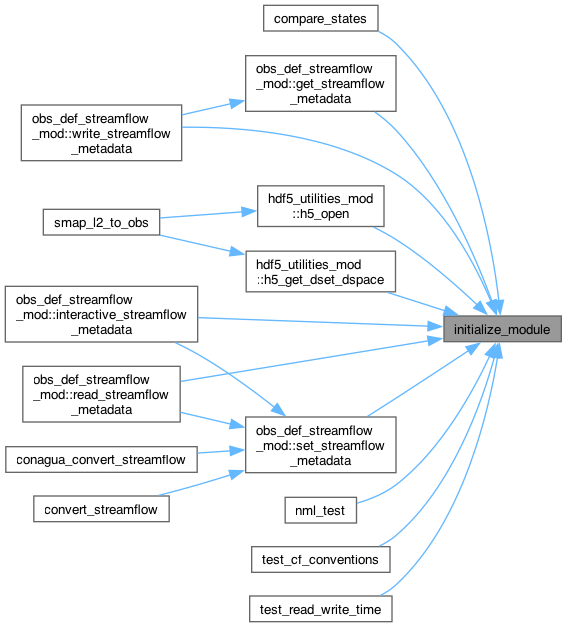 compare_states
obs_def_streamflow
_mod::get_streamflow
_metadata
obs_def_streamflow
_mod::write_streamflow
_metadata
hdf5_utilities_mod
::h5_open
smap_l2_to_obs
hdf5_utilities_mod
::h5_get_dset_dspace
obs_def_streamflow
_mod::interactive_streamflow
_metadata
initialize_module
obs_def_streamflow
_mod::read_streamflow
_metadata
obs_def_streamflow
_mod::set_streamflow
_metadata
conagua_convert_streamflow
convert_streamflow
nml_test
test_cf_conventions
test_read_write_time